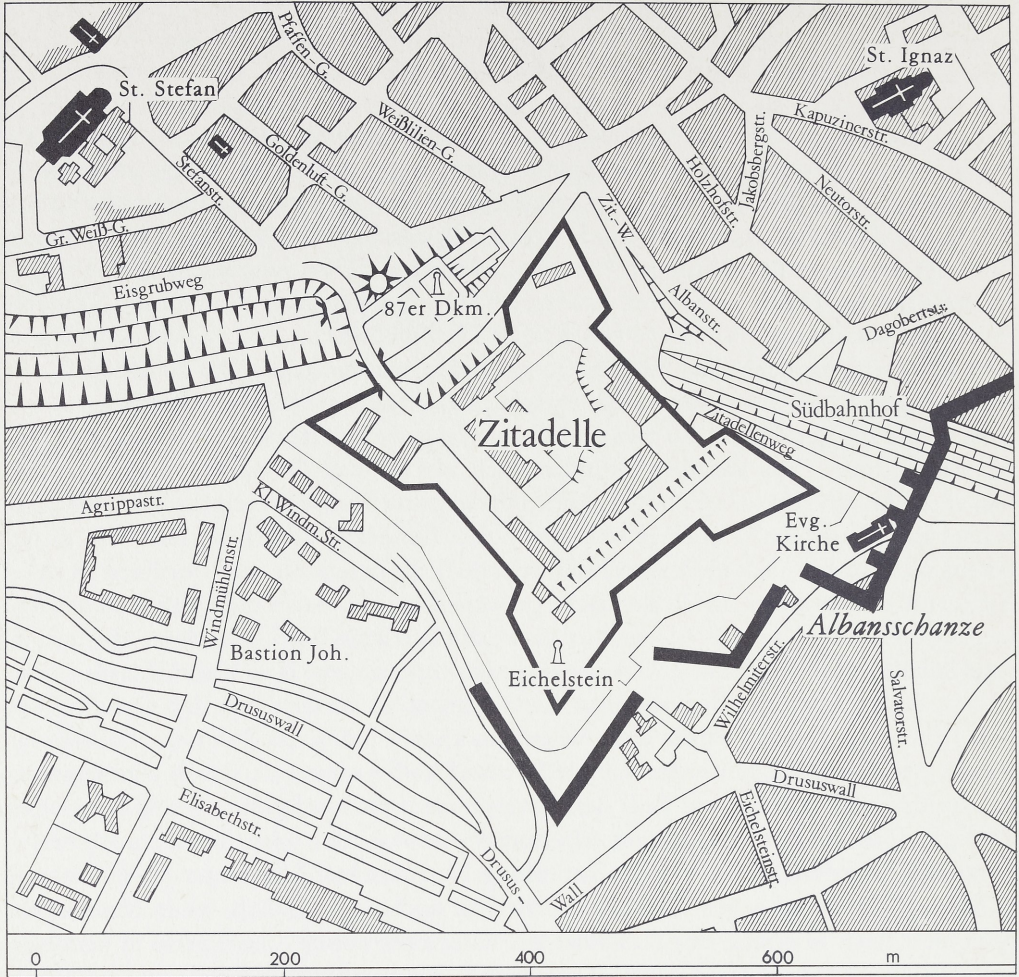 Pfaffen-G.
St. Ignaz
St. Stefan
Weißlilien-G.
Kapuzinerstr.
Jakobsbergstr.
Goldenluft-G.
Holzhofstr.
Stefanstr.
Neutorstr.
Zit.-W.
Gr. Weiß-G.
Eisgrubweg
87er Dkm.
Albanstr.
Dagobertstr.
Südbahnhof
Zitadelle
Zitadellenweg
Agrippastr.
Kl. Windm. Str.
Evg.
Kirche
Windmühlenstr.
Albansschanze
Bastion Joh.
Eichelstein
Wilhelmiterstr.
Salvatorstr.
Drususwall
Drususwall
Elisabethstr.
Eichelsteinstr.
Drusus-
Wall
0 200 400 600 m